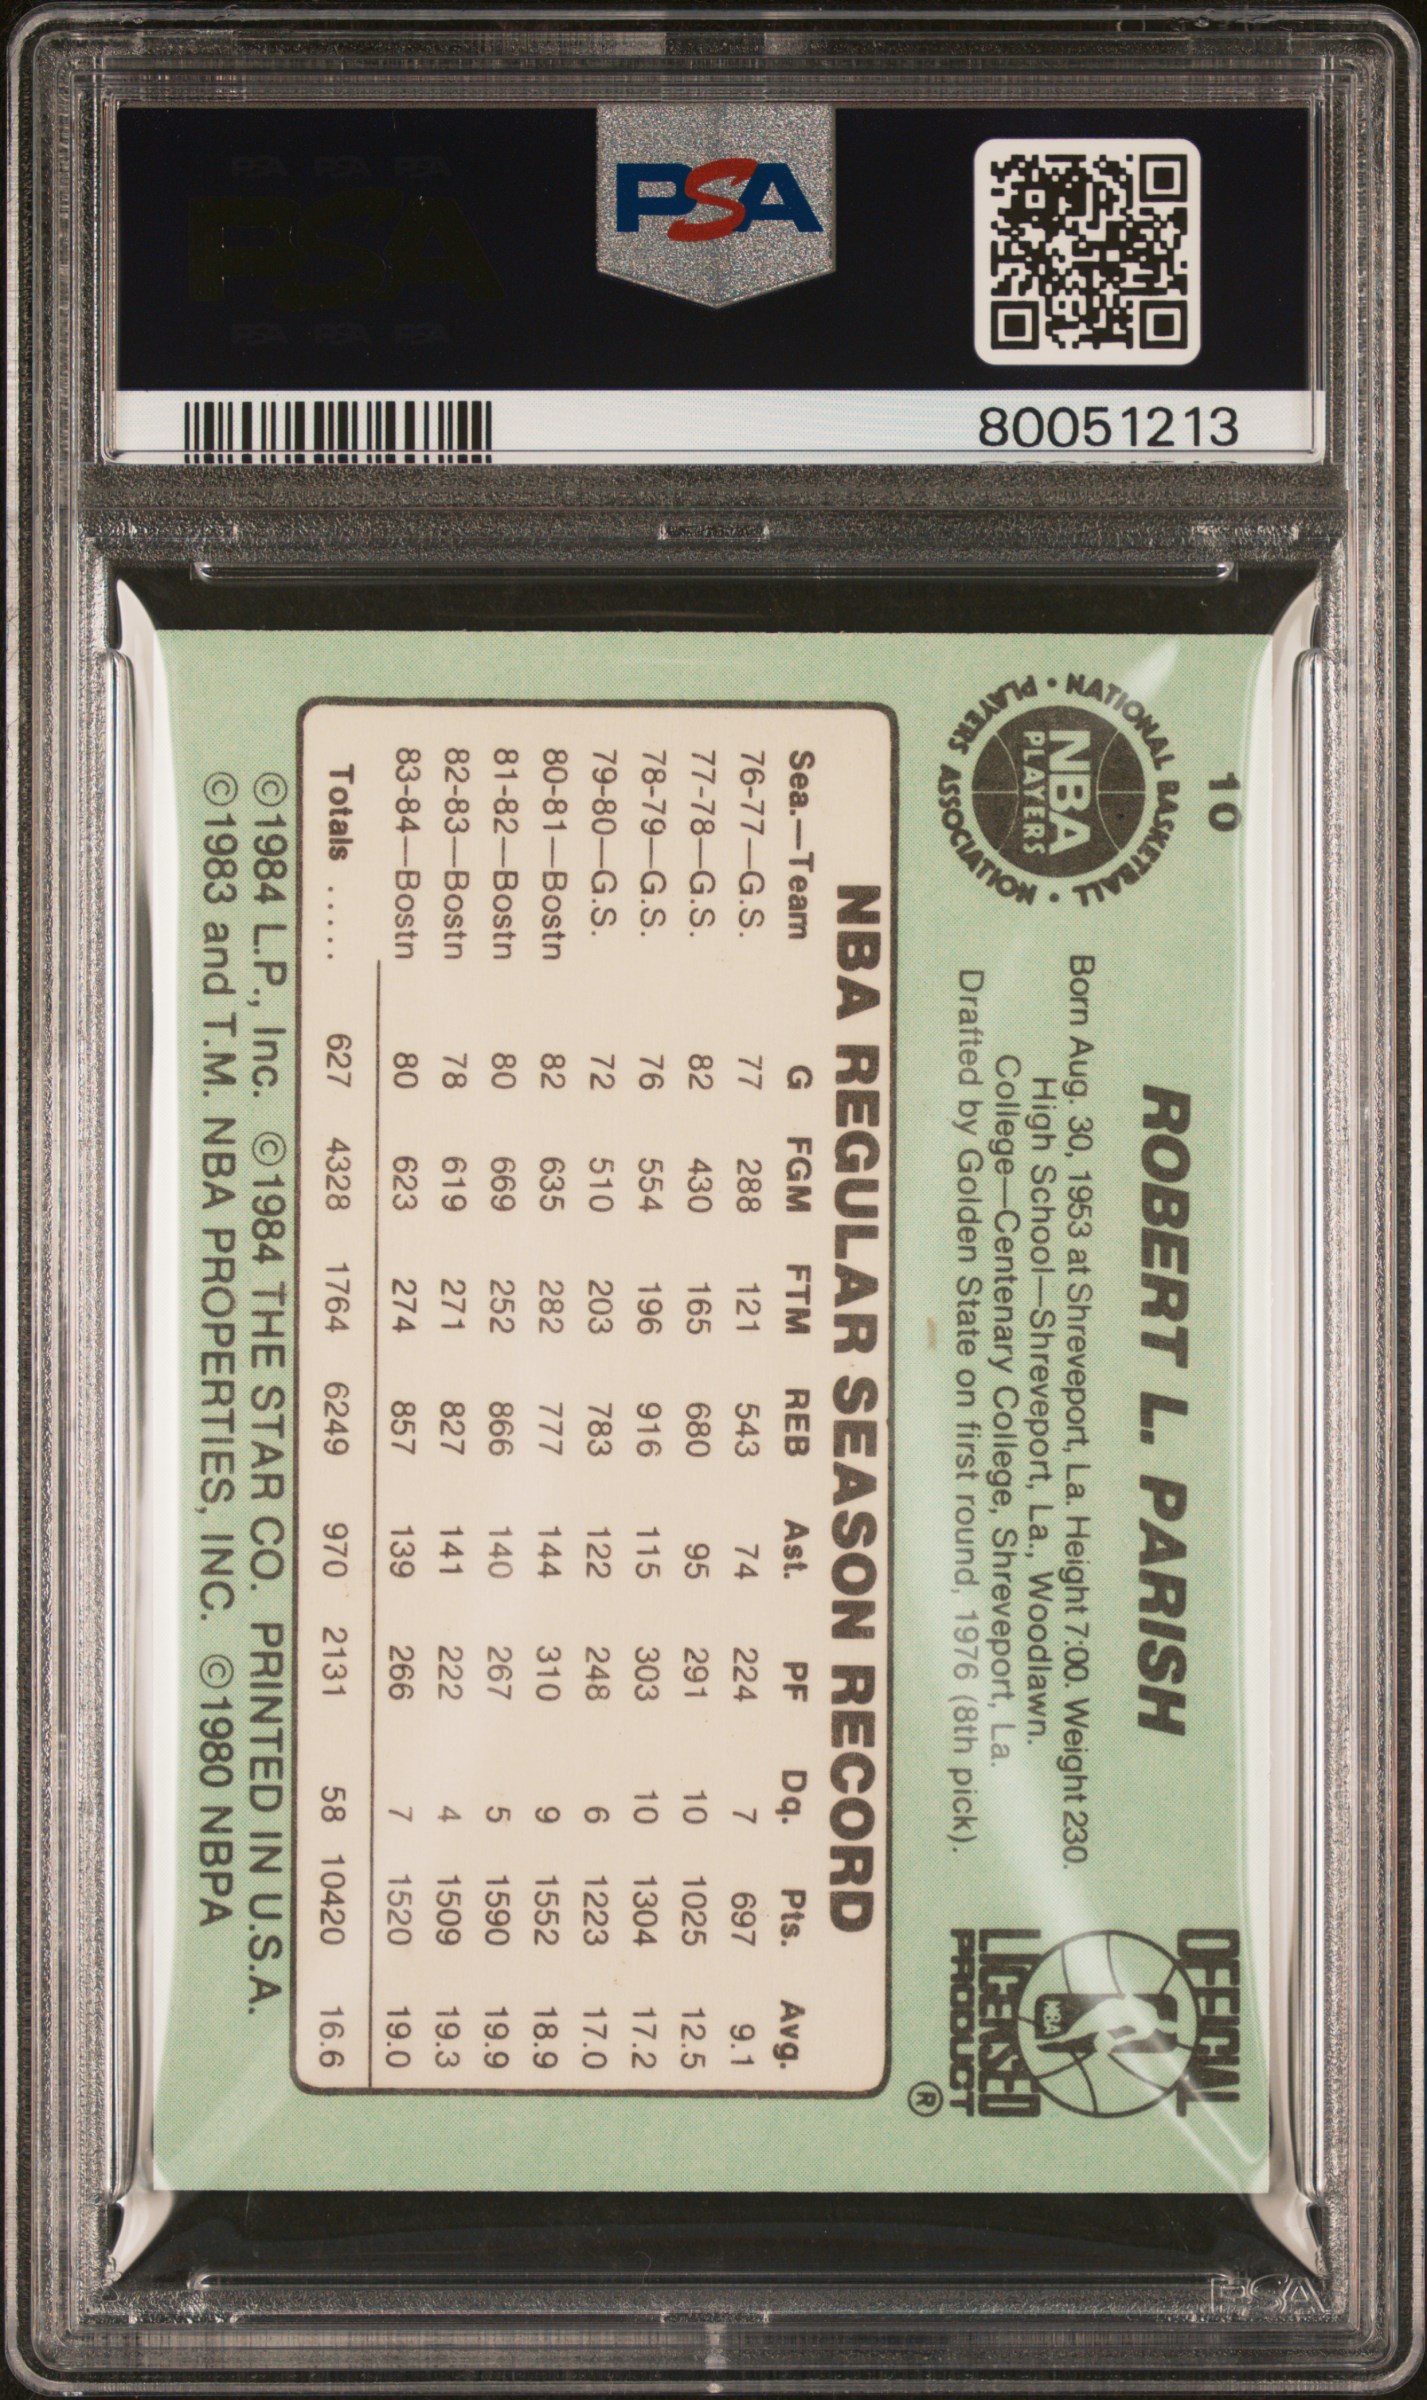 PSA PSA PSA
PSA
PSA PSA PSA
PSA
80051213
10
NATIONAL BASKETBALL • PLAYERS ASSOCIATION •
NBA
PLAYERS
ROBERT L. PARISH
Born Aug. 30, 1953 at Shreveport, La. Height 7:00. Weight 230.
High School—Shreveport, La., Woodlawn.
College—Centenary College, Shreveport, La.
Drafted by Golden State on first round, 1976 (8th pick).
OFFICIAL
NBA
LICENSED
PRODUCT
®
NBA REGULAR SEASON RECORD
Sea.—Team G FGM FTM REB Ast. PF Dq. Pts. Avg.
76-77—G.S. 77 288 121 543 74 224 7 697 9.1
77-78—G.S. 82 430 165 680 95 291 10 1025 12.5
78-79—G.S. 76 554 196 916 115 303 10 1304 17.2
79-80—G.S. 72 510 203 783 122 248 6 1223 17.0
80-81—Bostn 82 635 282 777 144 310 9 1552 18.9
81-82—Bostn 80 669 252 866 140 267 5 1590 19.9
82-83—Bostn 78 619 271 827 141 222 4 1509 19.3
83-84—Bostn 80 623 274 857 139 266 7 1520 19.0
Totals ..... 627 4328 1764 6249 970 2131 58 10420 16.6
©1984 L.P., Inc. ©1984 THE STAR CO. PRINTED IN U.S.A.
©1983 and T.M. NBA PROPERTIES, INC. ©1980 NBPA
PSA